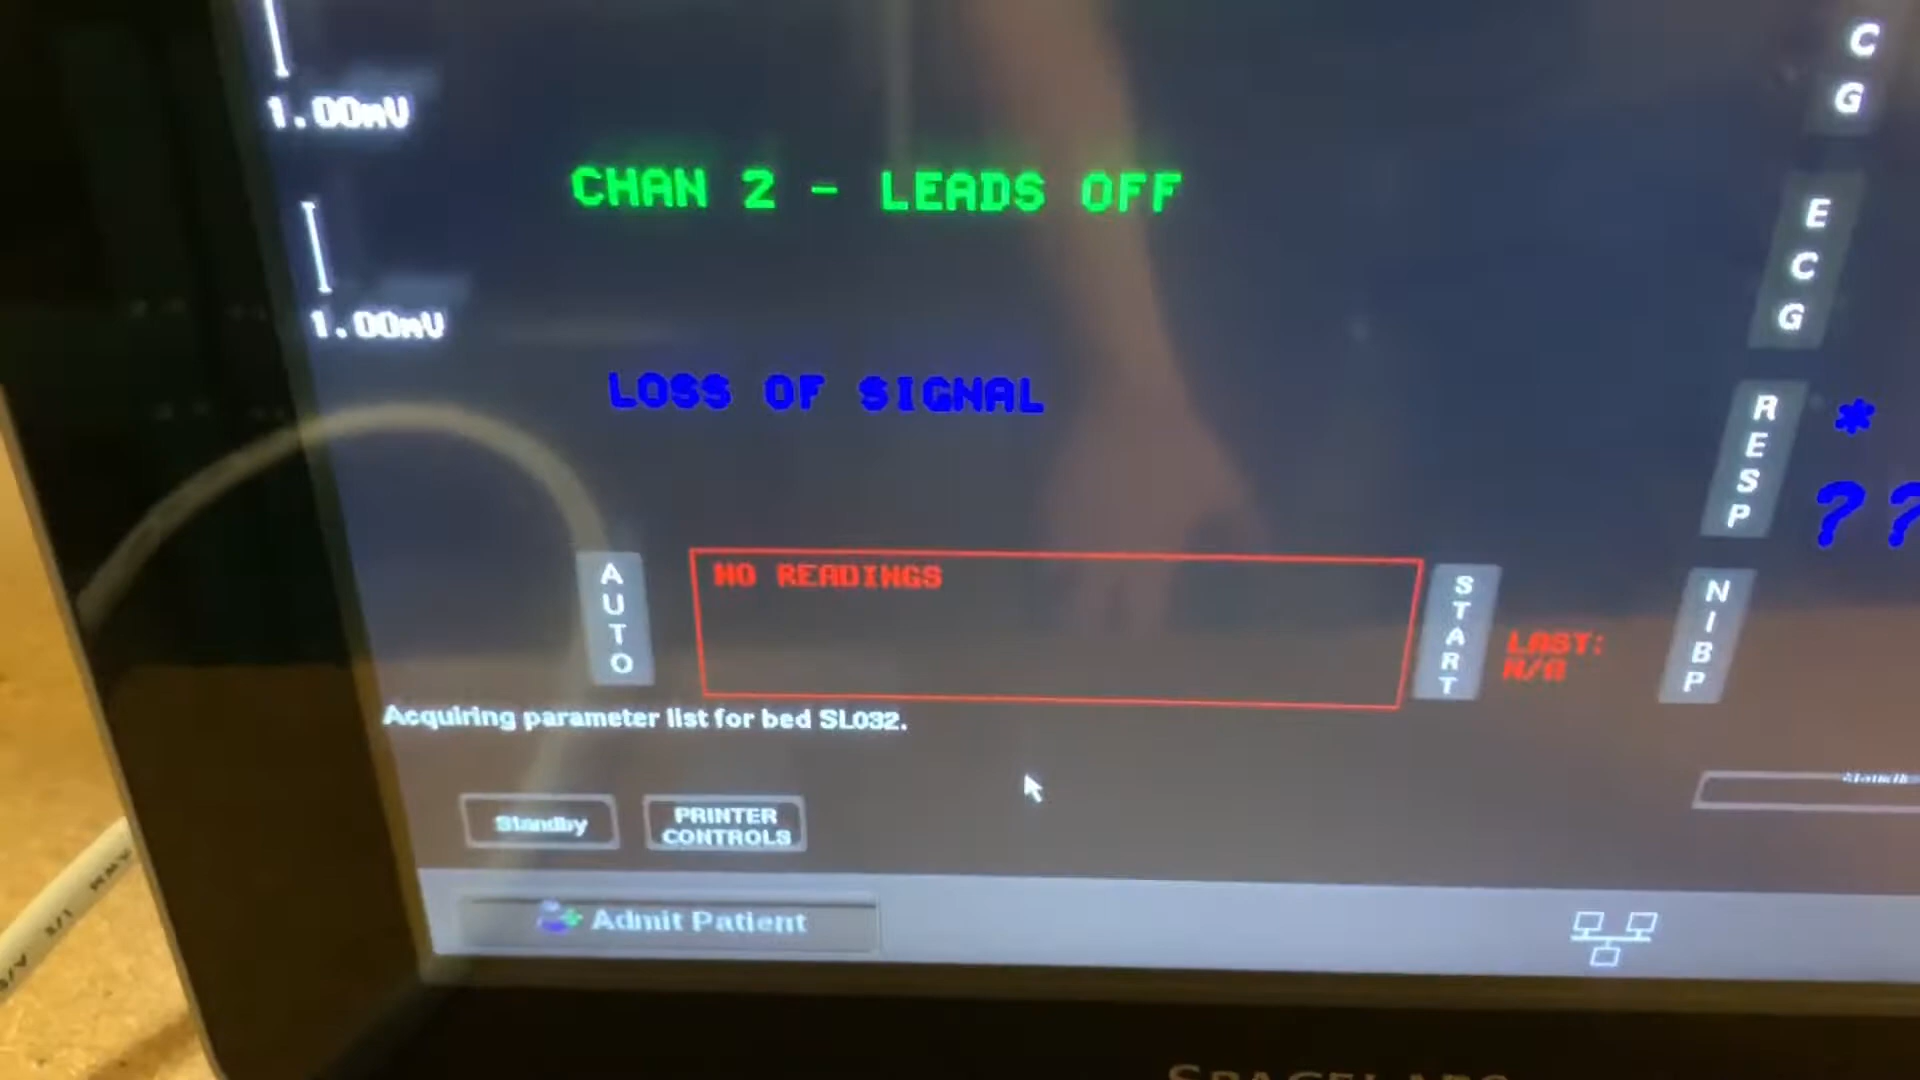 1.00mV
C
G
CHAN 2 - LEADS OFF
E
C
G
1.00mV
LOSS OF SIGNAL
R
E
S
P
*
??
A
U
T
O
NO READINGS
S
T
A
R
T
LAST:
N/A
N
I
B
P
Acquiring parameter list for bed SL032.
Standby
PRINTER
CONTROLS
Admit Patient
SPACELABS